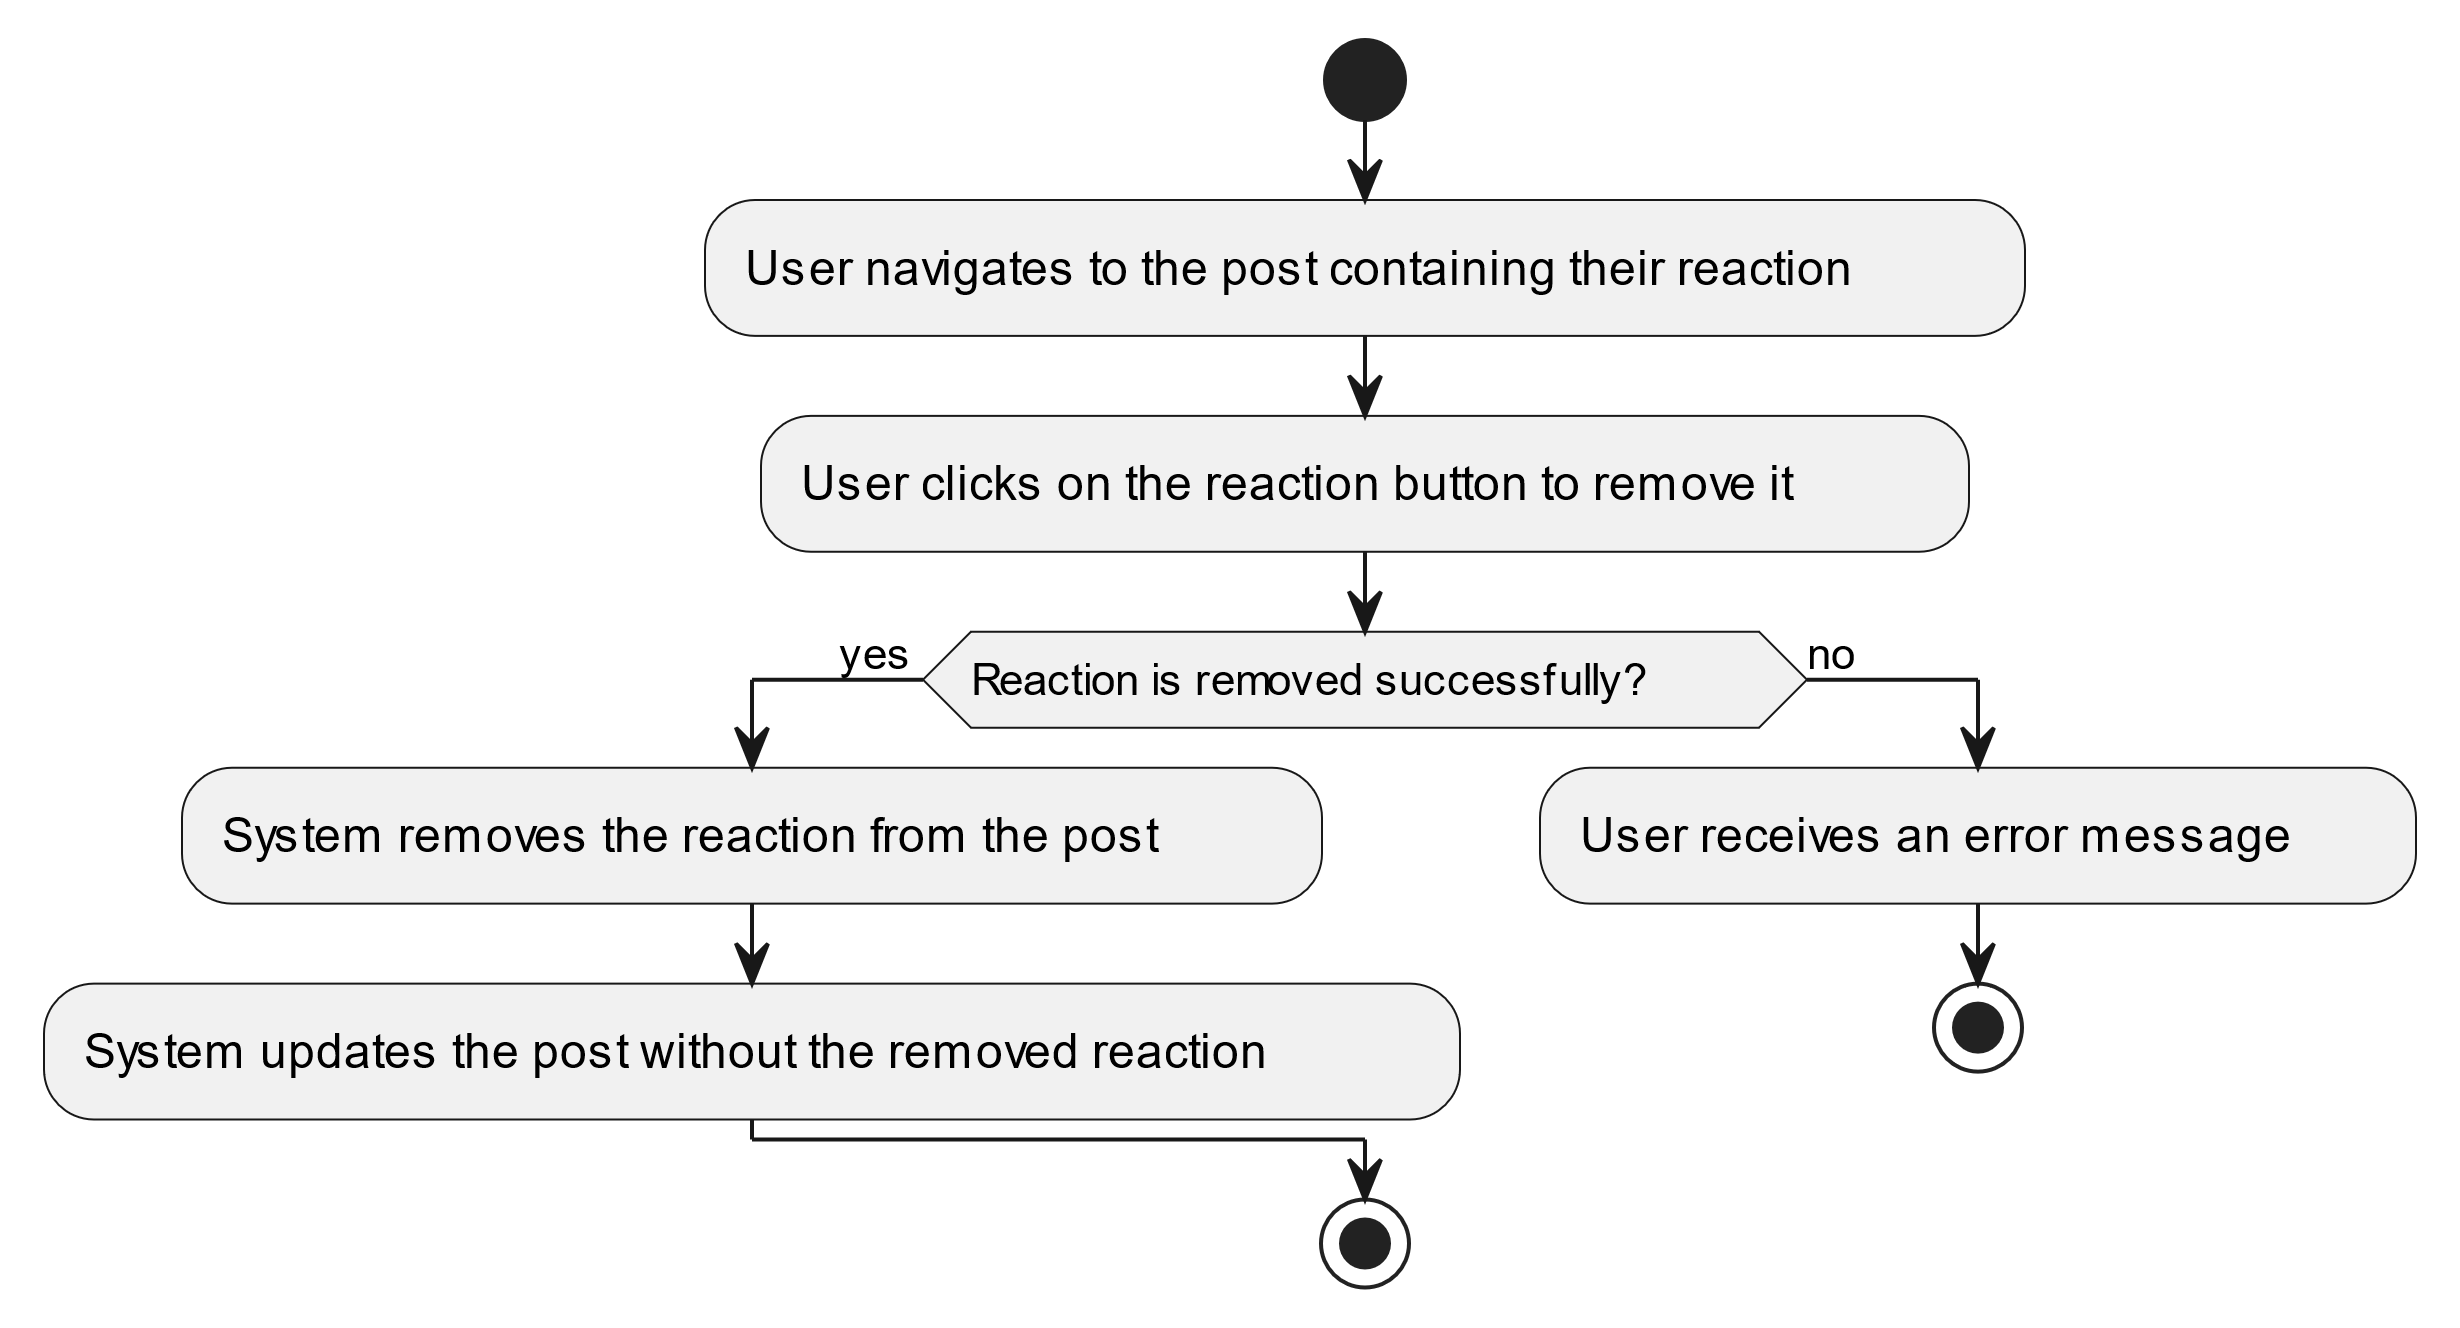 User navigates to the post containing their reaction
User clicks on the reaction button to remove it
yes
Reaction is removed successfully?
no
System removes the reaction from the post
User receives an error message
System updates the post without the removed reaction